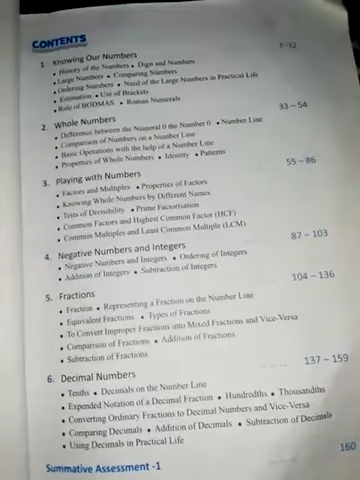 CONTENTS
1. Knowing Our Numbers 7-32
• History of the Numbers • Digit and Numbers
• Large Numbers • Comparing Numbers
• Ordering Numbers • Need of the Large Numbers in Practical Life
• Estimation • Use of Brackets
• Role of BODMAS • Roman Numerals
2. Whole Numbers 33 – 54
• Difference between the Numeral 0 the Number 0 • Number Line
• Comparison of Numbers on a Number Line
• Basic Operations with the help of a Number Line
• Properties of Whole Numbers • Identity • Patterns
3. Playing with Numbers 55 – 86
• Factors and Multiples • Properties of Factors
• Knowing Whole Numbers by Different Names
• Tests of Divisibility • Prime Factorisation
• Common Factors and Highest Common Factor (HCF)
• Common Multiples and Least Common Multiple (LCM)
4. Negative Numbers and Integers 87 – 103
• Negative Numbers and Integers • Ordering of Integers
• Addition of Integers • Subtraction of Integers
5. Fractions 104 – 136
• Fraction • Representing a Fraction on the Number Line
• Equivalent Fractions • Types of Fractions
• To Convert Improper Fractions into Mixed Fractions and Vice-Versa
• Comparison of Fractions • Addition of Fractions
• Subtraction of Fractions
6. Decimal Numbers 137 – 159
• Tenths • Decimals on the Number Line
• Expended Notation of a Decimal Fraction • Hundredths • Thousandths
• Converting Ordinary Fractions to Decimal Numbers and Vice-Versa
• Comparing Decimals • Addition of Decimals • Subtraction of Decimals
• Using Decimals in Practical Life
Summative Assessment -1 160